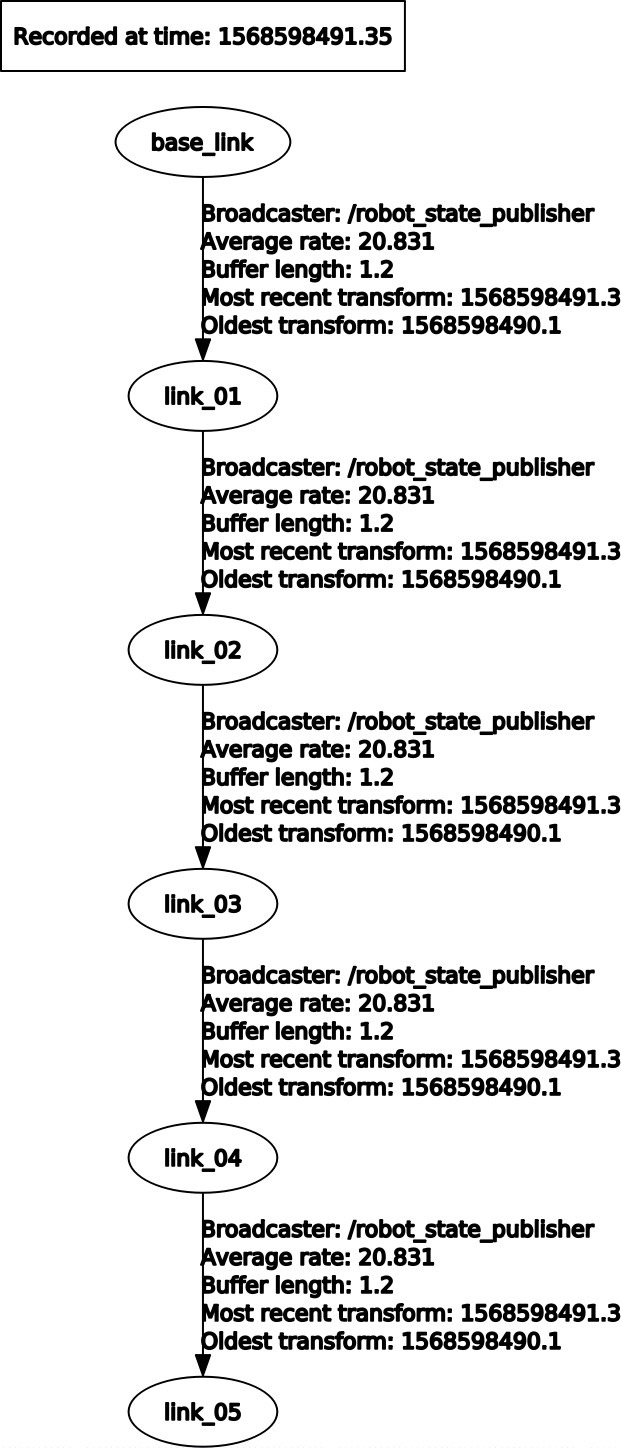 Recorded at time: 1568598491.35
base_link
Broadcaster: /robot_state_publisher
Average rate: 20.831
Buffer length: 1.2
Most recent transform: 1568598491.3
Oldest transform: 1568598490.1
link_01
Broadcaster: /robot_state_publisher
Average rate: 20.831
Buffer length: 1.2
Most recent transform: 1568598491.3
Oldest transform: 1568598490.1
link_02
Broadcaster: /robot_state_publisher
Average rate: 20.831
Buffer length: 1.2
Most recent transform: 1568598491.3
Oldest transform: 1568598490.1
link_03
Broadcaster: /robot_state_publisher
Average rate: 20.831
Buffer length: 1.2
Most recent transform: 1568598491.3
Oldest transform: 1568598490.1
link_04
Broadcaster: /robot_state_publisher
Average rate: 20.831
Buffer length: 1.2
Most recent transform: 1568598491.3
Oldest transform: 1568598490.1
link_05